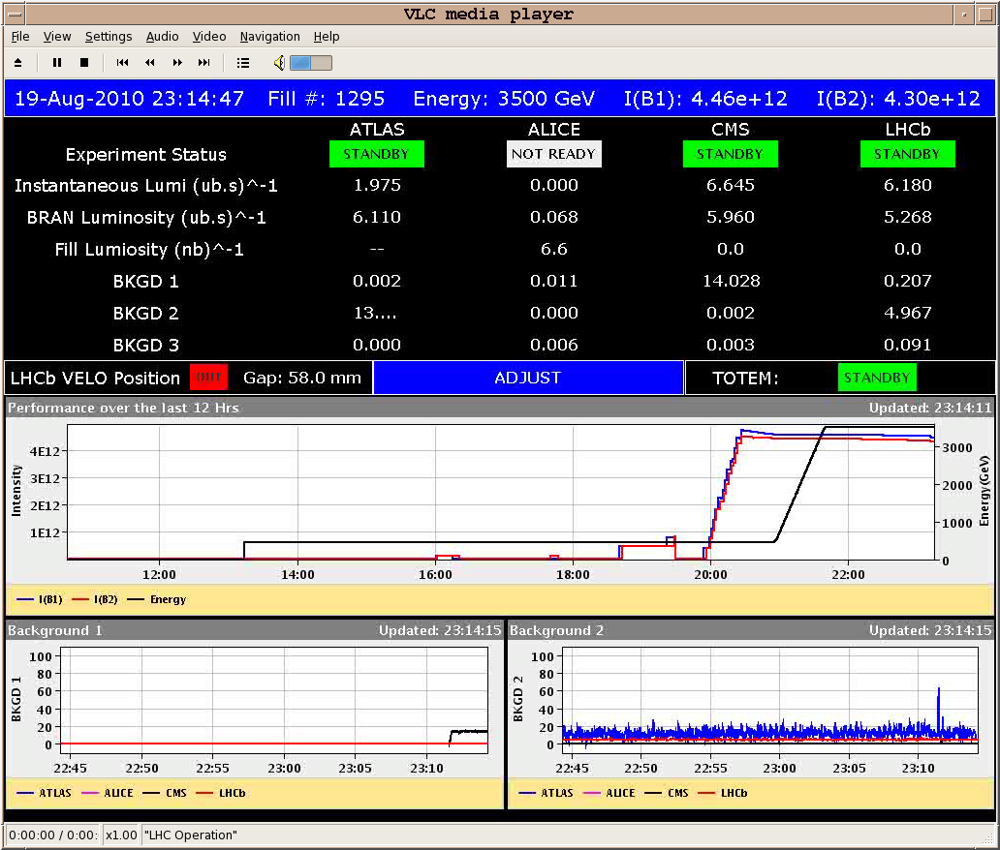 VLC media player
File View Settings Audio Video Navigation Help
19-Aug-2010 23:14:47 Fill #: 1295 Energy: 3500 GeV I(B1): 4.46e+12 I(B2): 4.30e+12
ATLAS ALICE CMS LHCb
Experiment Status STANDBY NOT READY STANDBY STANDBY
Instantaneous Lumi (ub.s)^-1 1.975 0.000 6.645 6.180
BRAN Luminosity (ub.s)^-1 6.110 0.068 5.960 5.268
Fill Lumiosity (nb)^-1 -- 6.6 0.0 0.0
BKGD 1 0.002 0.011 14.028 0.207
BKGD 2 13.... 0.000 0.002 4.967
BKGD 3 0.000 0.006 0.003 0.091
LHCb VELO Position OUT Gap: 58.0 mm ADJUST TOTEM: STANDBY
Performance over the last 12 Hrs Updated: 23:14:11
Intensity
4E12
3E12
2E12
1E12
3000
2000
1000
0
Energy(GeV)
12:00 14:00 16:00 18:00 20:00 22:00
I(B1) I(B2) Energy
Background 1 Updated: 23:14:15
BKGD 1
100
80
60
40
20
0
22:45 22:50 22:55 23:00 23:05 23:10
ATLAS ALICE CMS LHCb
Background 2 Updated: 23:14:15
BKGD 2
100
80
60
40
20
0
22:45 22:50 22:55 23:00 23:05 23:10
ATLAS ALICE CMS LHCb
0:00:00 / 0:00: x1.00 "LHC Operation"